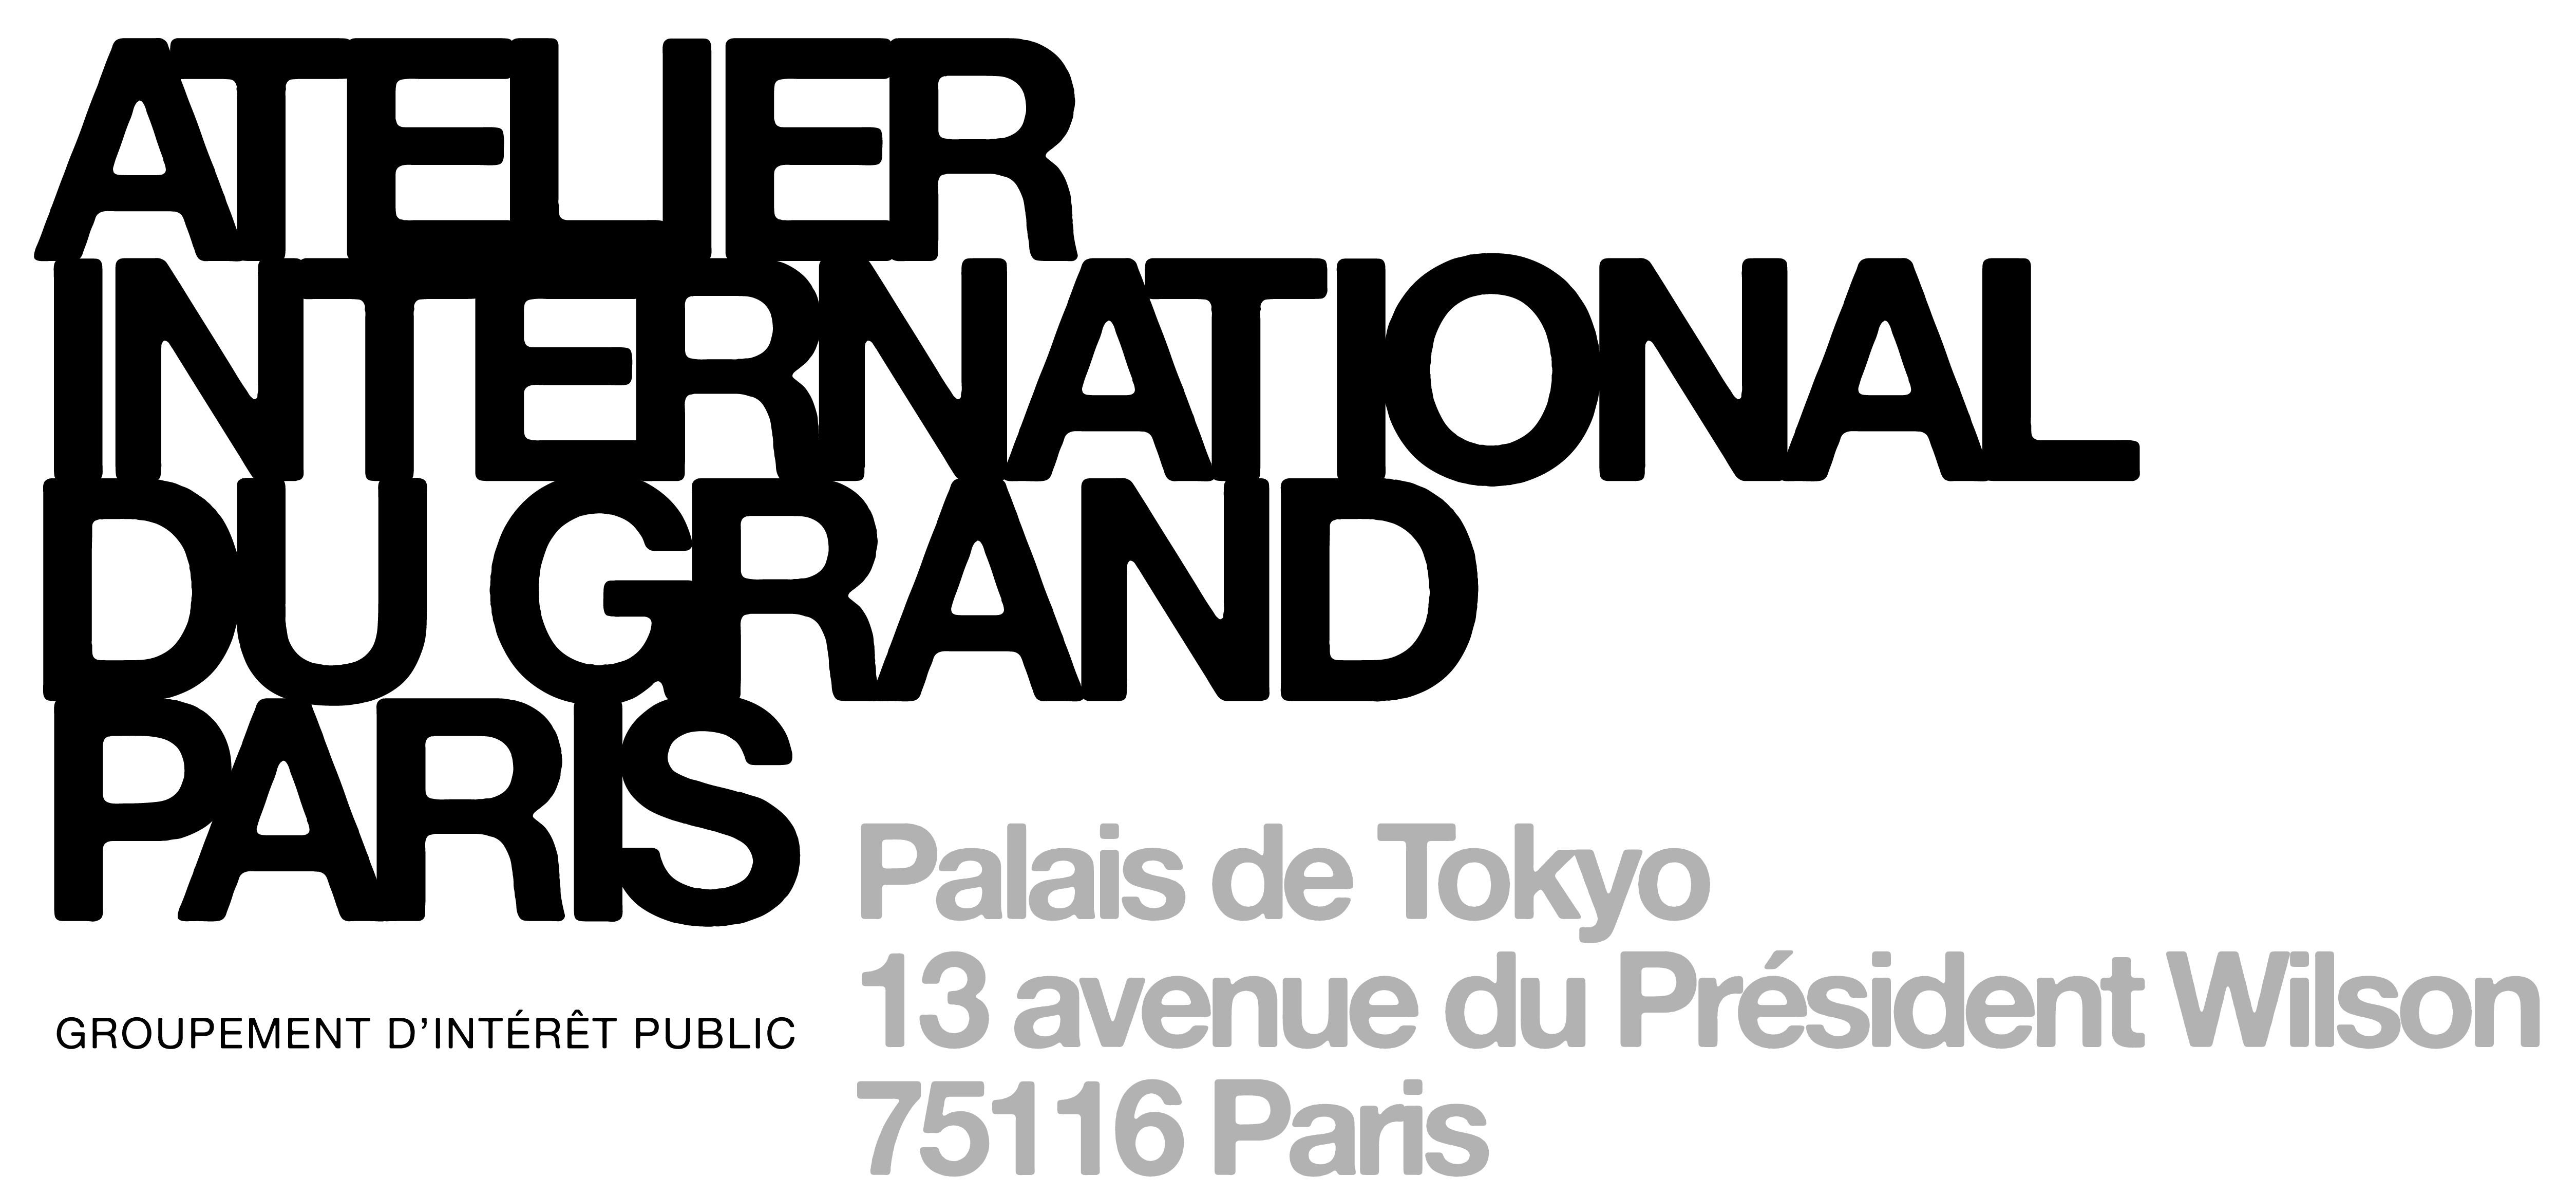 ATELIER
INTERNATIONAL
DU GRAND
PARIS
GROUPEMENT D’INTÉRÊT PUBLIC
Palais de Tokyo
13 avenue du Président Wilson
75116 Paris